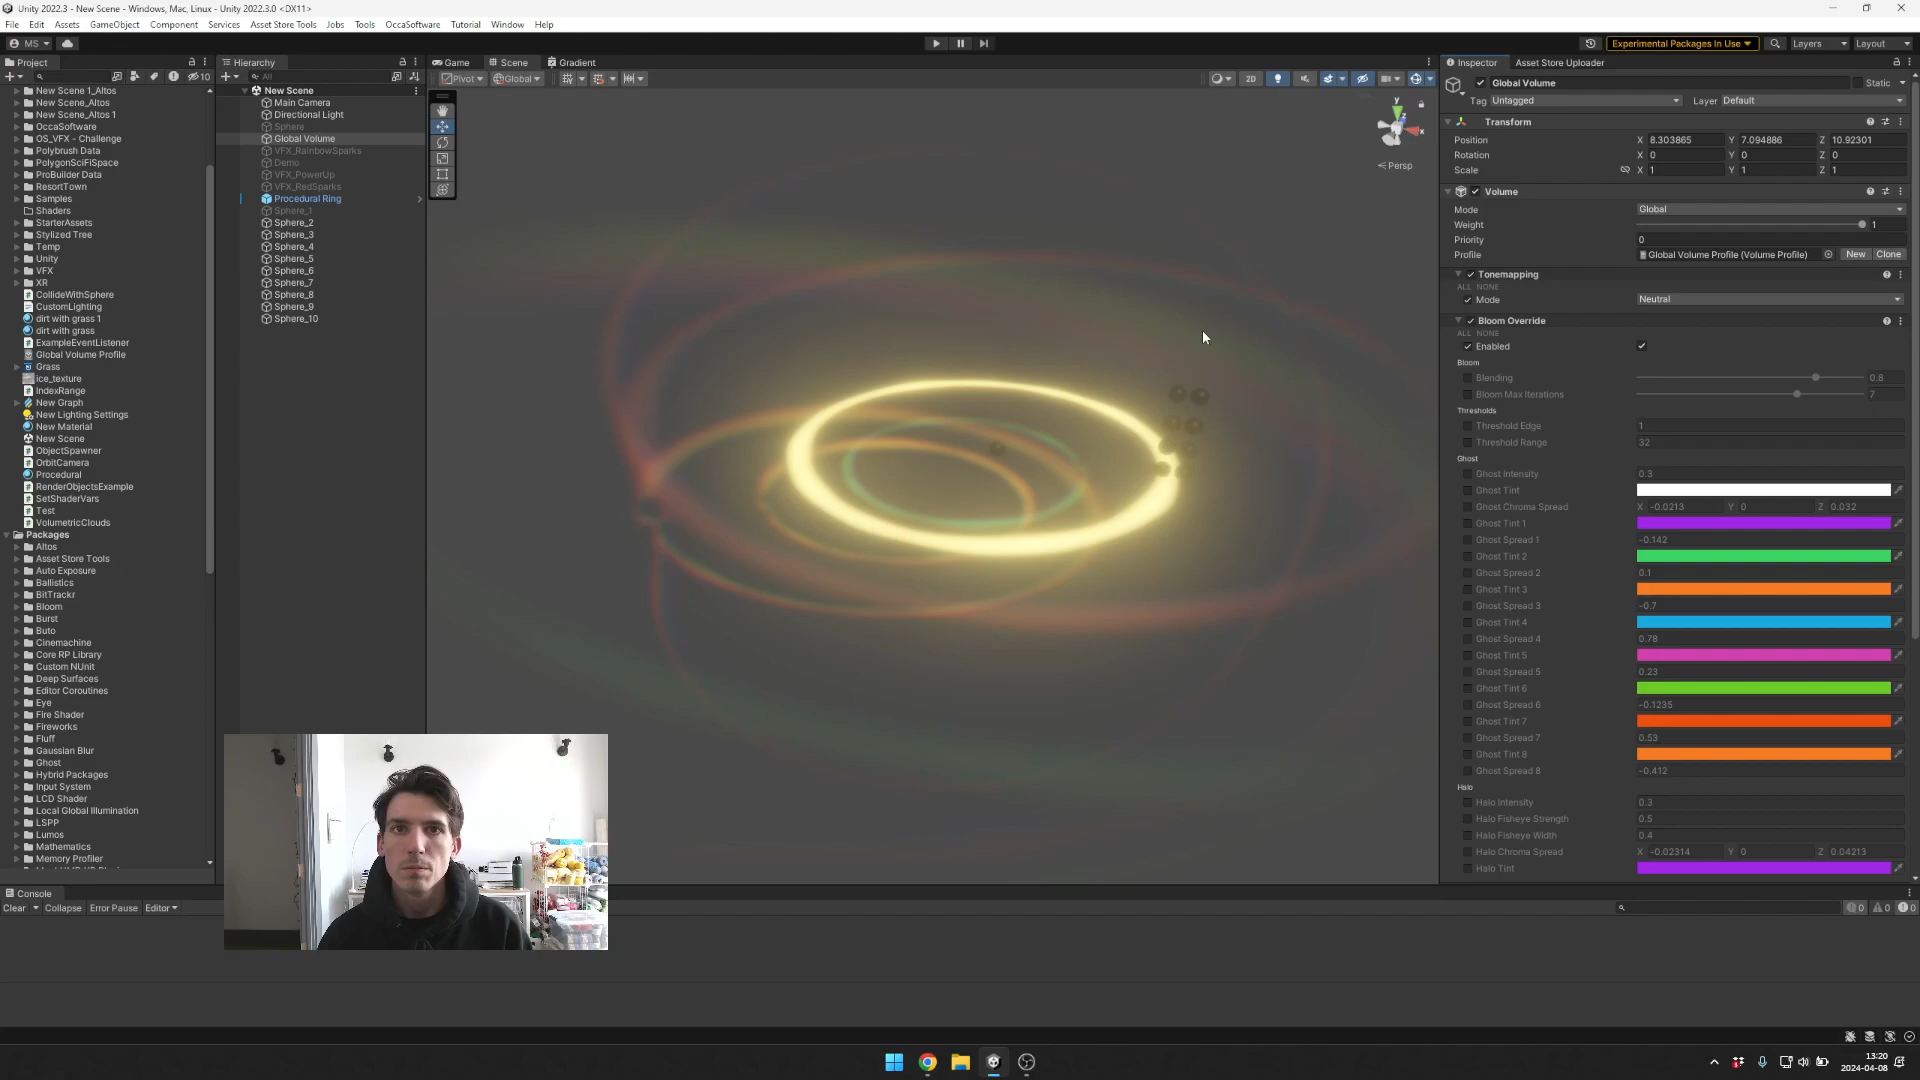 Unity 2022.3 - New Scene - Windows, Mac, Linux - Unity 2022.3.0 <DX11>
File Edit Assets GameObject Component Services Asset Store Tools Jobs Tools OccaSoftware Tutorial Window Help
MS Experimental Packages In Use Layers Layout
Project
10
New Scene 1_Altos
New Scene_Altos
New Scene_Altos 1
OccaSoftware
OS_VFX - Challenge
Polybrush Data
PolygonSciFiSpace
ProBuilder Data
ResortTown
Samples
Shaders
StarterAssets
Stylized Tree
Temp
Unity
VFX
XR
CollideWithSphere
CustomLighting
dirt with grass 1
dirt with grass
ExampleEventListener
Global Volume Profile
Grass
ice_texture
IndexRange
New Graph
New Lighting Settings
New Material
New Scene
ObjectSpawner
OrbitCamera
Procedural
RenderObjectsExample
SetShaderVars
Test
VolumetricClouds
Packages
Altos
Asset Store Tools
Auto Exposure
Ballistics
BitTrackr
Bloom
Burst
Buto
Cinemachine
Core RP Library
Custom NUnit
Deep Surfaces
Editor Coroutines
Eye
Fire Shader
Fireworks
Fluff
Gaussian Blur
Ghost
Hybrid Packages
Input System
LCD Shader
Local Global Illumination
LSPP
Lumos
Mathematics
Memory Profiler
Hierarchy
All
New Scene
Main Camera
Directional Light
Sphere
Global Volume
VFX_RainbowSparks
Demo
VFX_PowerUp
VFX_RedSparks
Procedural Ring
Sphere_1
Sphere_2
Sphere_3
Sphere_4
Sphere_5
Sphere_6
Sphere_7
Sphere_8
Sphere_9
Sphere_10
Game Scene Gradient
Pivot Global 2D
y
z
x
Persp
Inspector Asset Store Uploader
Global Volume Static
Tag Untagged Layer Default
Transform
Position X 8.303865 Y 7.094886 Z 10.92301
Rotation X 0 Y 0 Z 0
Scale X 1 Y 1 Z 1
Volume
Mode Global
Weight 1
Priority 0
Profile Global Volume Profile (Volume Profile) New Clone
Tonemapping
ALL NONE
Mode Neutral
Bloom Override
ALL NONE
Enabled
Bloom
Blending 0.8
Bloom Max Iterations 7
Thresholds
Threshold Edge 1
Threshold Range 32
Ghost
Ghost Intensity 0.3
Ghost Tint
Ghost Chroma Spread X -0.0213 Y 0 Z 0.032
Ghost Tint 1
Ghost Spread 1 -0.142
Ghost Tint 2
Ghost Spread 2 0.1
Ghost Tint 3
Ghost Spread 3 -0.7
Ghost Tint 4
Ghost Spread 4 0.78
Ghost Tint 5
Ghost Spread 5 0.23
Ghost Tint 6
Ghost Spread 6 -0.1235
Ghost Tint 7
Ghost Spread 7 0.53
Ghost Tint 8
Ghost Spread 8 -0.412
Halo
Halo Intensity 0.3
Halo Fisheye Strength 0.5
Halo Fisheye Width 0.4
Halo Chroma Spread X -0.02314 Y 0 Z 0.04213
Halo Tint
Console
Clear Collapse Error Pause Editor 0 0 0
13:20
2024-04-08